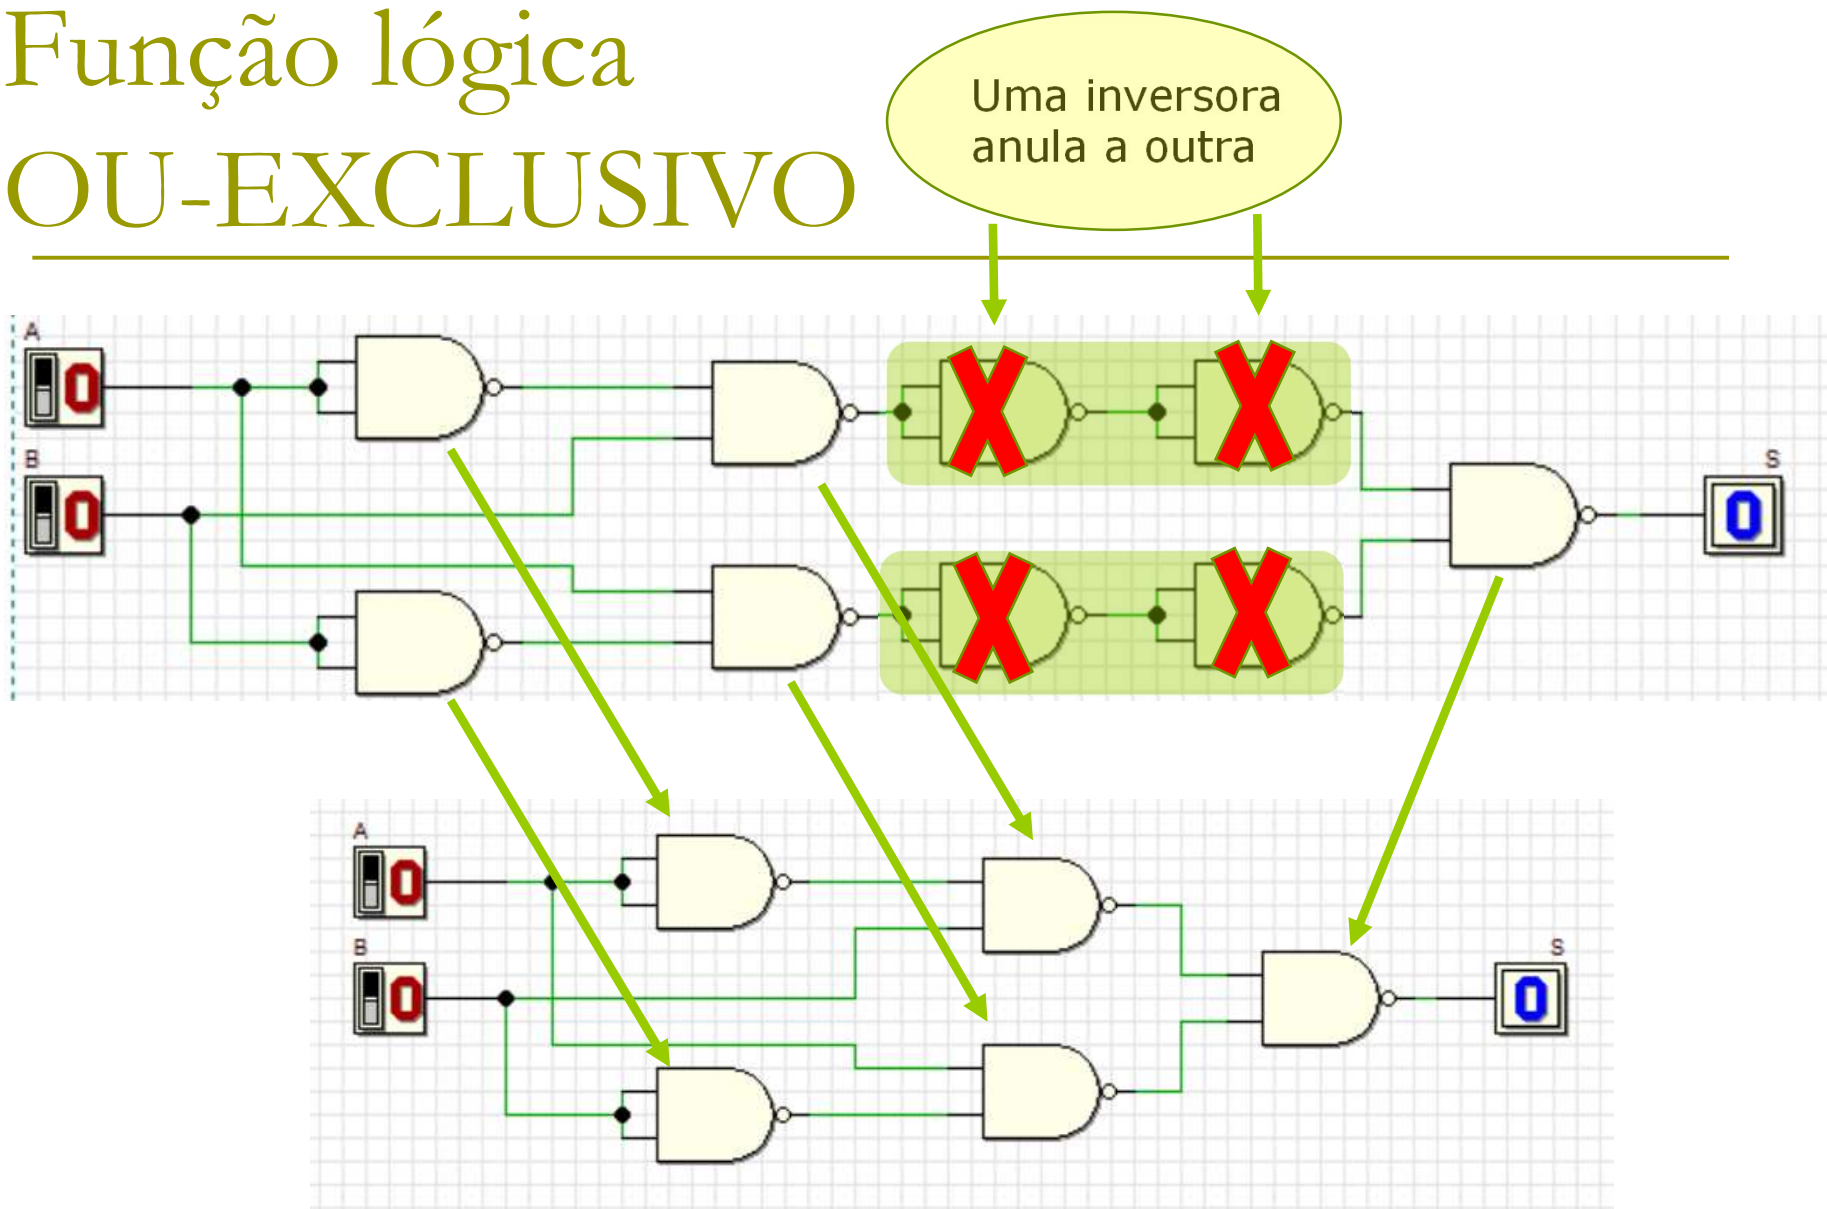 Função lógica
OU-EXCLUSIVO
Uma inversora
anula a outra
A
0
B
0
S
0
A
0
B
0
S
0